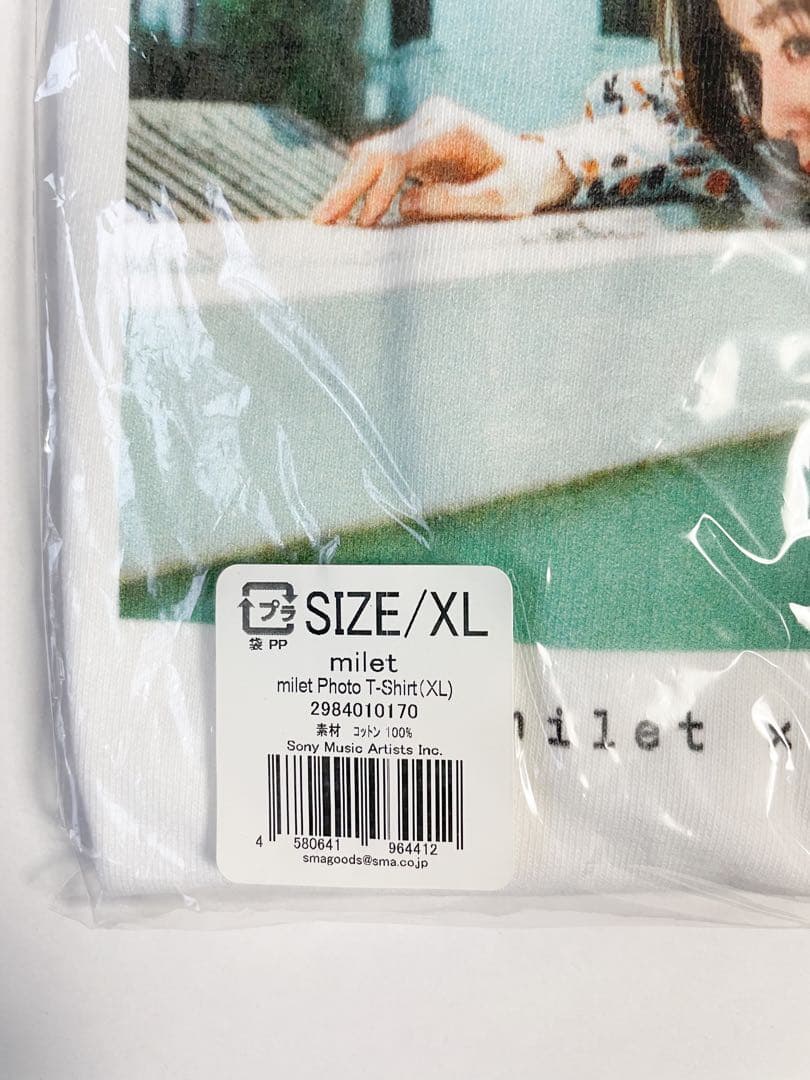 プラ SIZE/XL
袋 PP
milet
milet Photo T-Shirt(XL)
2984010170
素材 コットン 100%
Sony Music Artists Inc.
4 580641 964412
smagoods@sma.co.jp
milet x